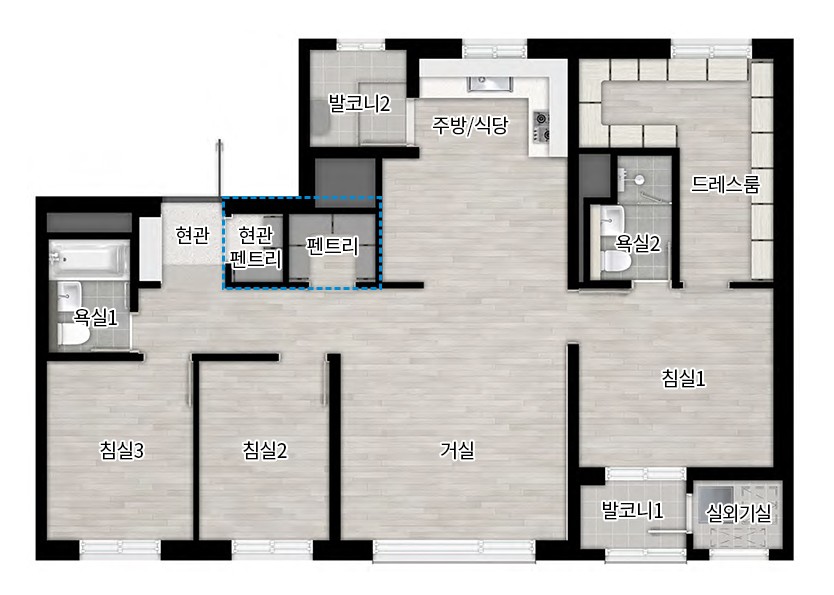 발코니2
주방/식당
드레스룸
현관
현관
펜트리
펜트리
욕실2
욕실1
침실1
침실3
침실2
거실
발코니1
실외기실